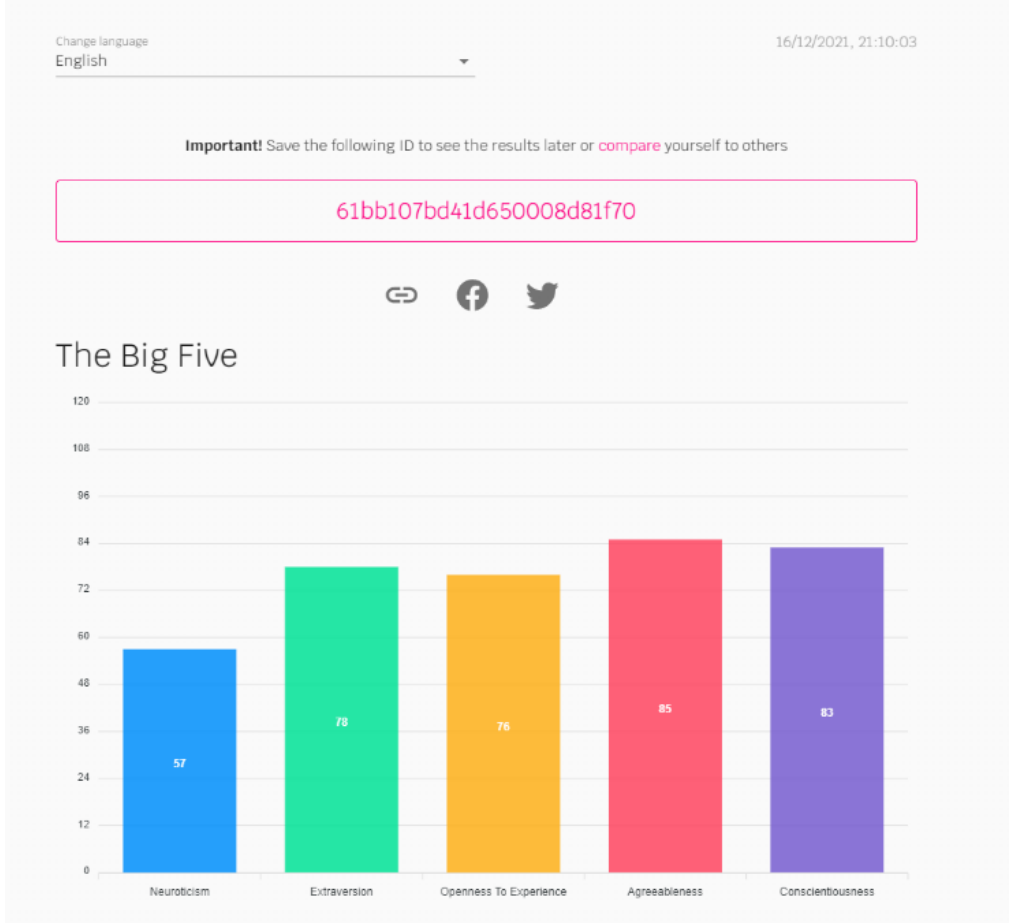 Change language
English
16/12/2021, 21:10:03
Important! Save the following ID to see the results later or compare yourself to others
61bb107bd41d650008d81f70
The Big Five
120
108
96
84
72
60
48
36
24
12
0
57
78
76
85
83
Neuroticism
Extraversion
Openness To Experience
Agreeableness
Conscientiousness